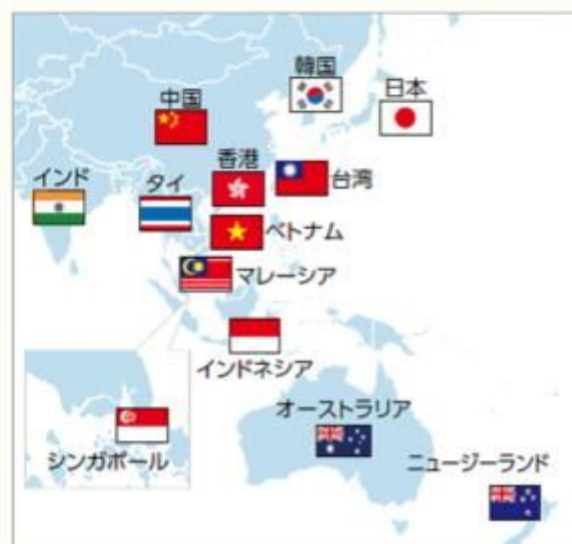 韓国
日本
中国
香港
台湾
インド
タイ
ベトナム
マレーシア
インドネシア
オーストラリア
シンガポール
ニュージーランド